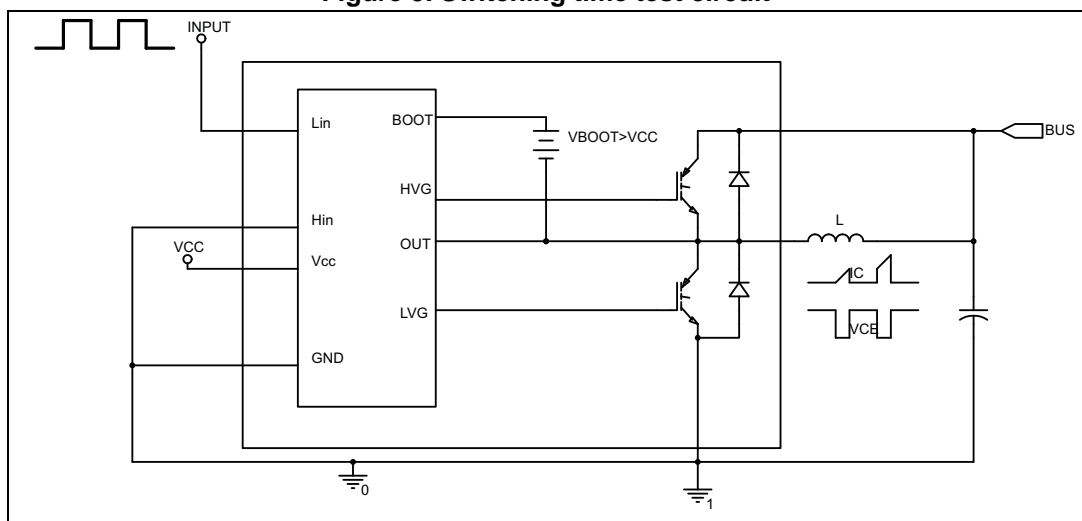 Figure Switching time test circuit
INPUT
Lin
BOOT
VBOOT>VCC
BUS
HVG
Hin
OUT
L
VCC
Vcc
IC
LVG
VCE
GND
0
1